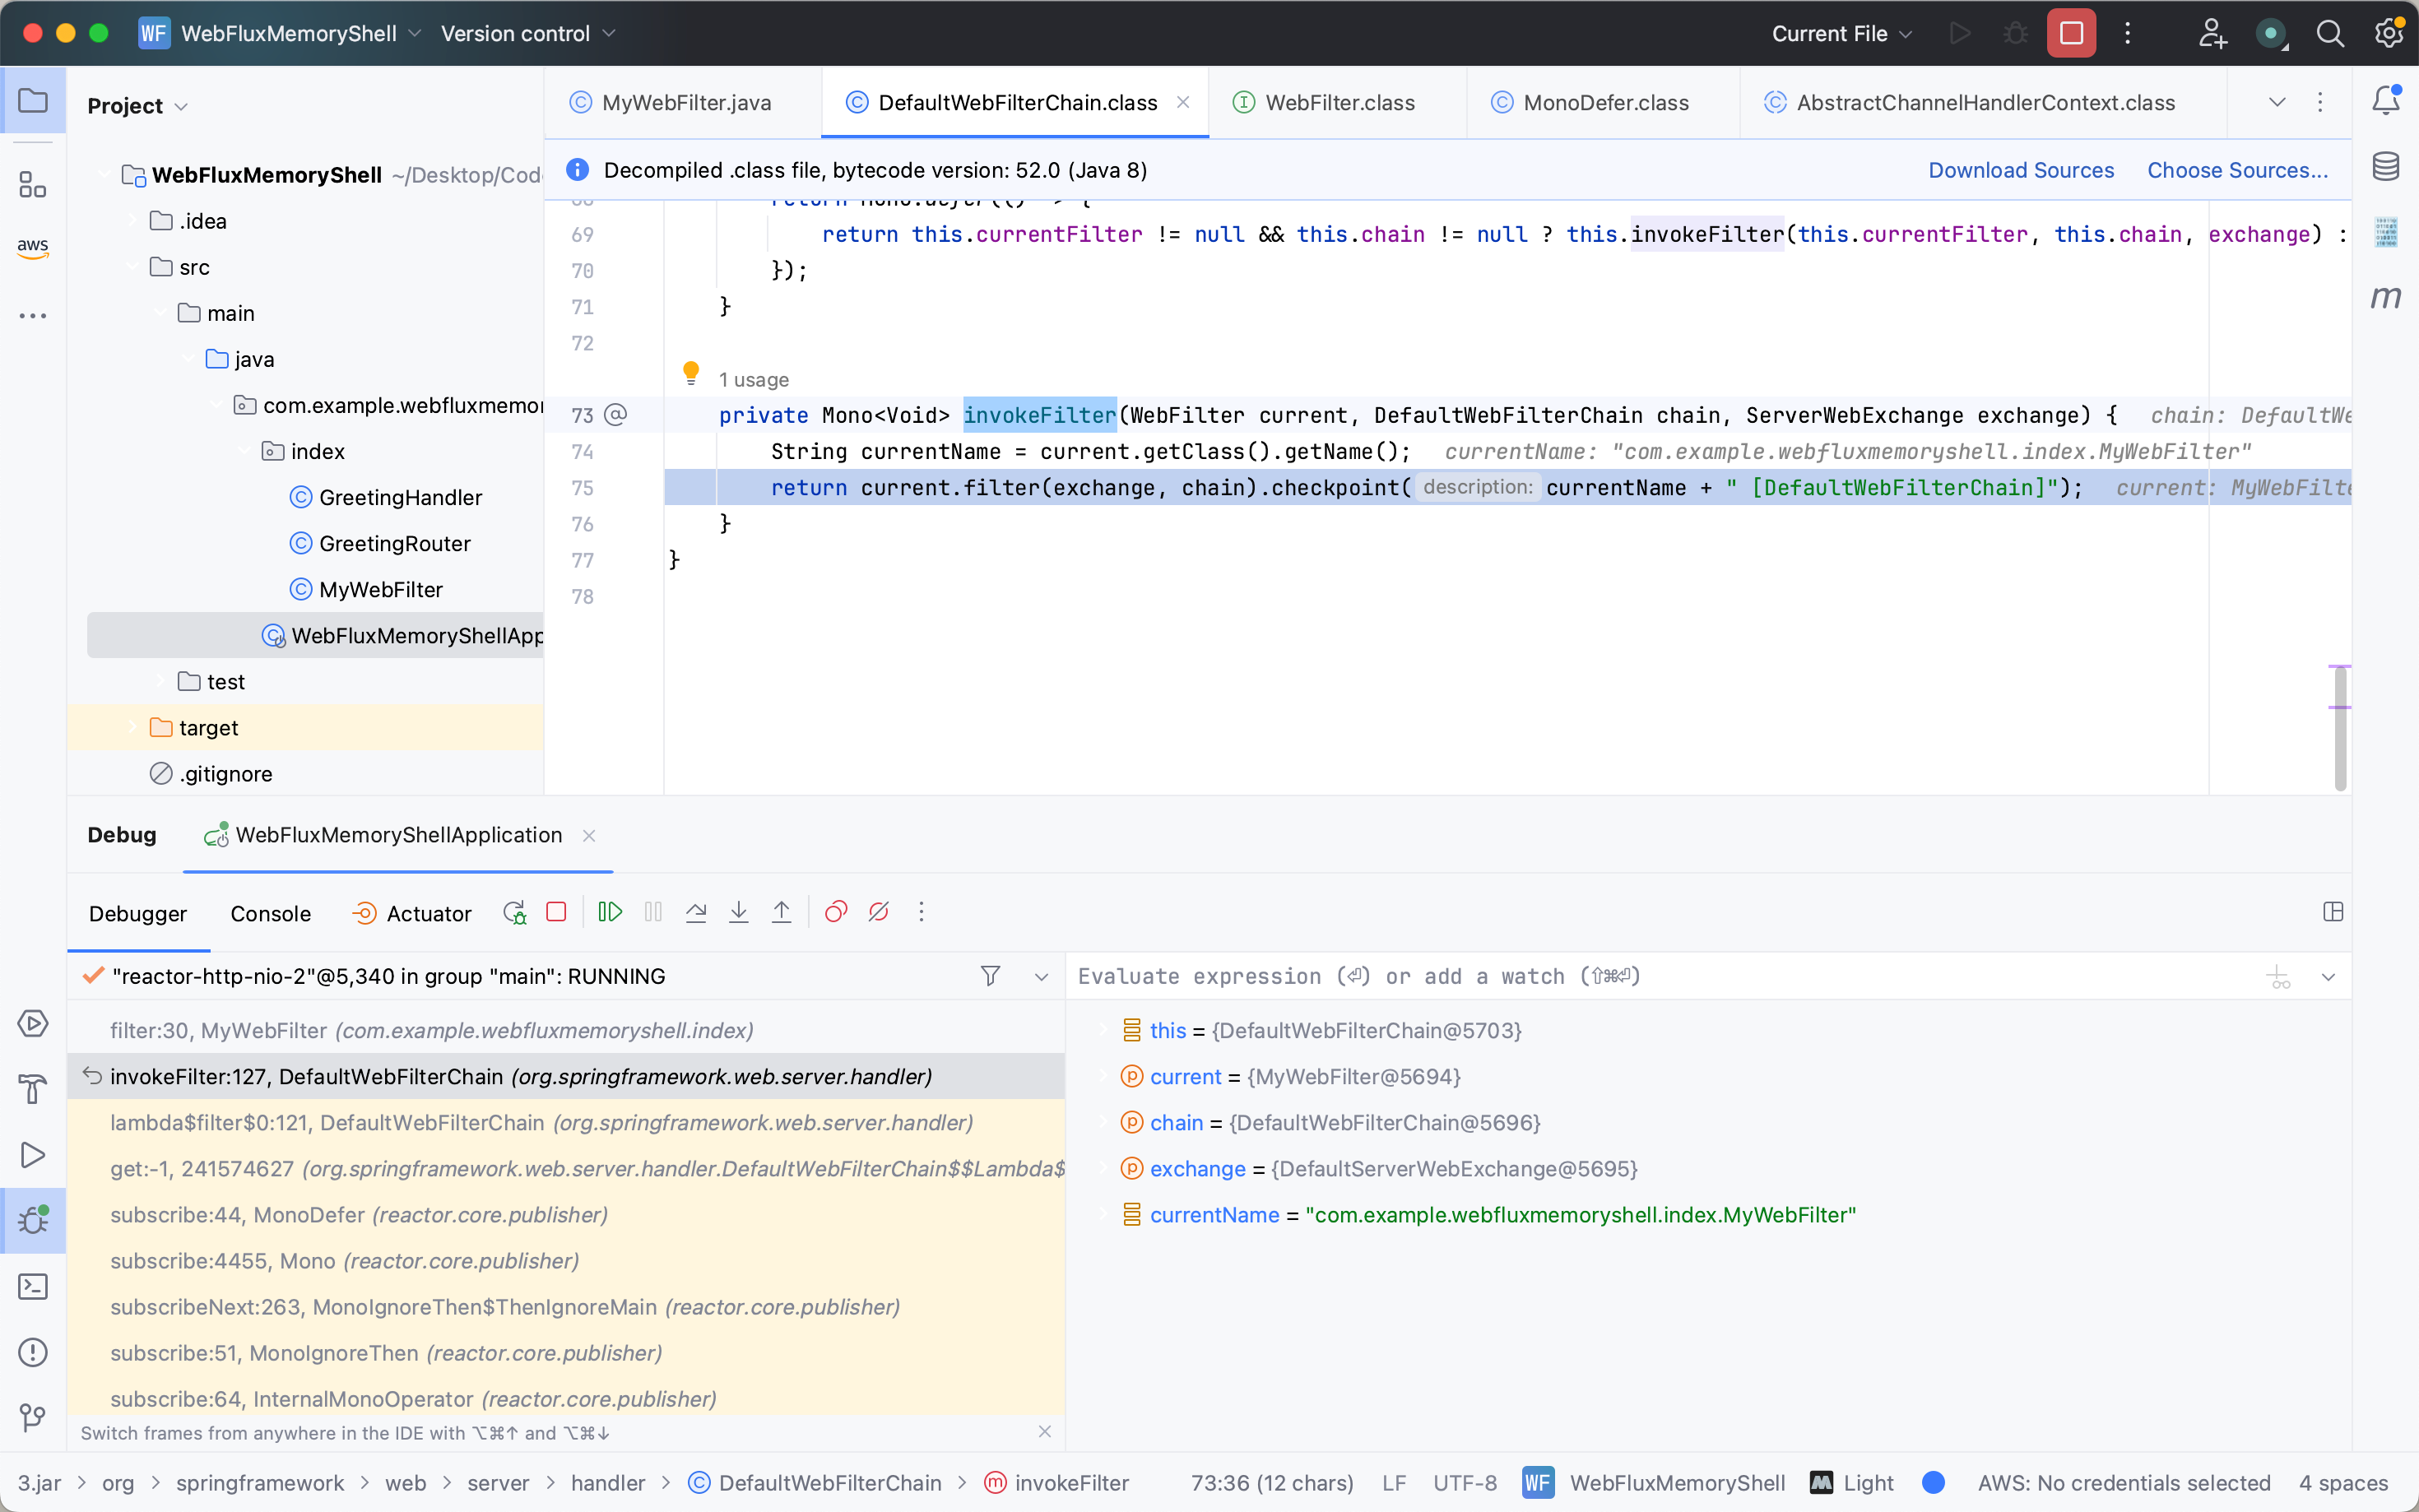 WF WebFluxMemoryShell Version control Current File
Project
MyWebFilter.java DefaultWebFilterChain.class WebFilter.class MonoDefer.class AbstractChannelHandlerContext.class
Decompiled .class file, bytecode version: 52.0 (Java 8) Download Sources Choose Sources...
WebFluxMemoryShell ~/Desktop/Code
.idea
aws
src
main
java
com.example.webfluxmemor
index
GreetingHandler
GreetingRouter
MyWebFilter
WebFluxMemoryShellApp
test
target
.gitignore
68 return Mono.defer(() -> {
69 return this.currentFilter != null && this.chain != null ? this.invokeFilter(this.currentFilter, this.chain, exchange) :
70 });
71 }
72
1 usage
73 @ private Mono<Void> invokeFilter(WebFilter current, DefaultWebFilterChain chain, ServerWebExchange exchange) { chain: DefaultWe
74 String currentName = current.getClass().getName(); currentName: "com.example.webfluxmemoryshell.index.MyWebFilter"
75 return current.filter(exchange, chain).checkpoint( description: currentName + " [DefaultWebFilterChain]"); current: MyWebFilte
76 }
77 }
78
m
Debug WebFluxMemoryShellApplication
Debugger Console Actuator
"reactor-http-nio-2"@5,340 in group "main": RUNNING
filter:30, MyWebFilter (com.example.webfluxmemoryshell.index)
invokeFilter:127, DefaultWebFilterChain (org.springframework.web.server.handler)
lambda$filter$0:121, DefaultWebFilterChain (org.springframework.web.server.handler)
get:-1, 241574627 (org.springframework.web.server.handler.DefaultWebFilterChain$$Lambda$
subscribe:44, MonoDefer (reactor.core.publisher)
subscribe:4455, Mono (reactor.core.publisher)
subscribeNext:263, MonoIgnoreThen$ThenIgnoreMain (reactor.core.publisher)
subscribe:51, MonoIgnoreThen (reactor.core.publisher)
subscribe:64, InternalMonoOperator (reactor.core.publisher)
Switch frames from anywhere in the IDE with ⌥⌘↑ and ⌥⌘↓
Evaluate expression (⏎) or add a watch (⇧⌘⏎)
this = {DefaultWebFilterChain@5703}
current = {MyWebFilter@5694}
chain = {DefaultWebFilterChain@5696}
exchange = {DefaultServerWebExchange@5695}
currentName = "com.example.webfluxmemoryshell.index.MyWebFilter"
3.jar > org > springframework > web > server > handler > DefaultWebFilterChain > invokeFilter 73:36 (12 chars) LF UTF-8 WF WebFluxMemoryShell Light AWS: No credentials selected 4 spaces